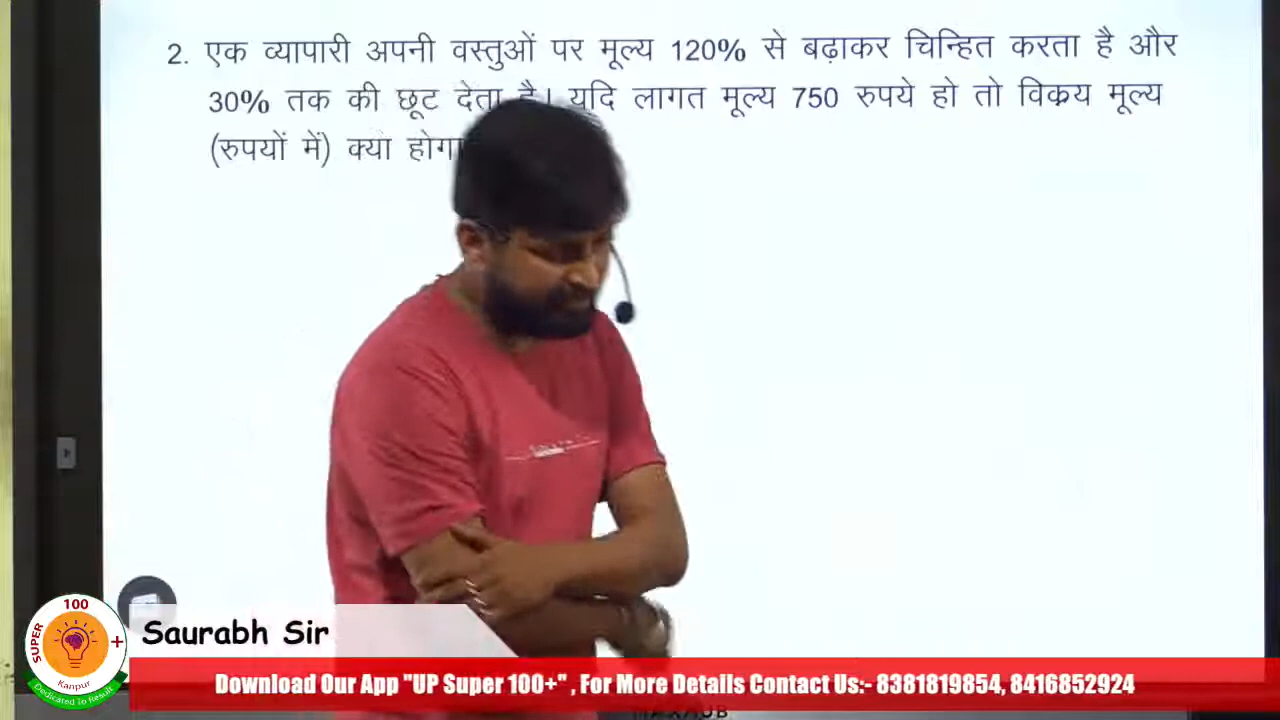 2. एक व्यापारी अपनी वस्तुओं पर मूल्य 120% से बढ़ाकर चिन्हित करता है और
30% तक की छूट देता है। यदि लागत मूल्य 750 रुपये हो तो विक्रय मूल्य
(रुपयों में) क्या होगा
100
SUPER
+
Kanpur
Dedicated To Result
Saurabh Sir
Download Our App "UP Super 100+" , For More Details Contact Us:- 8381819854, 8416852924